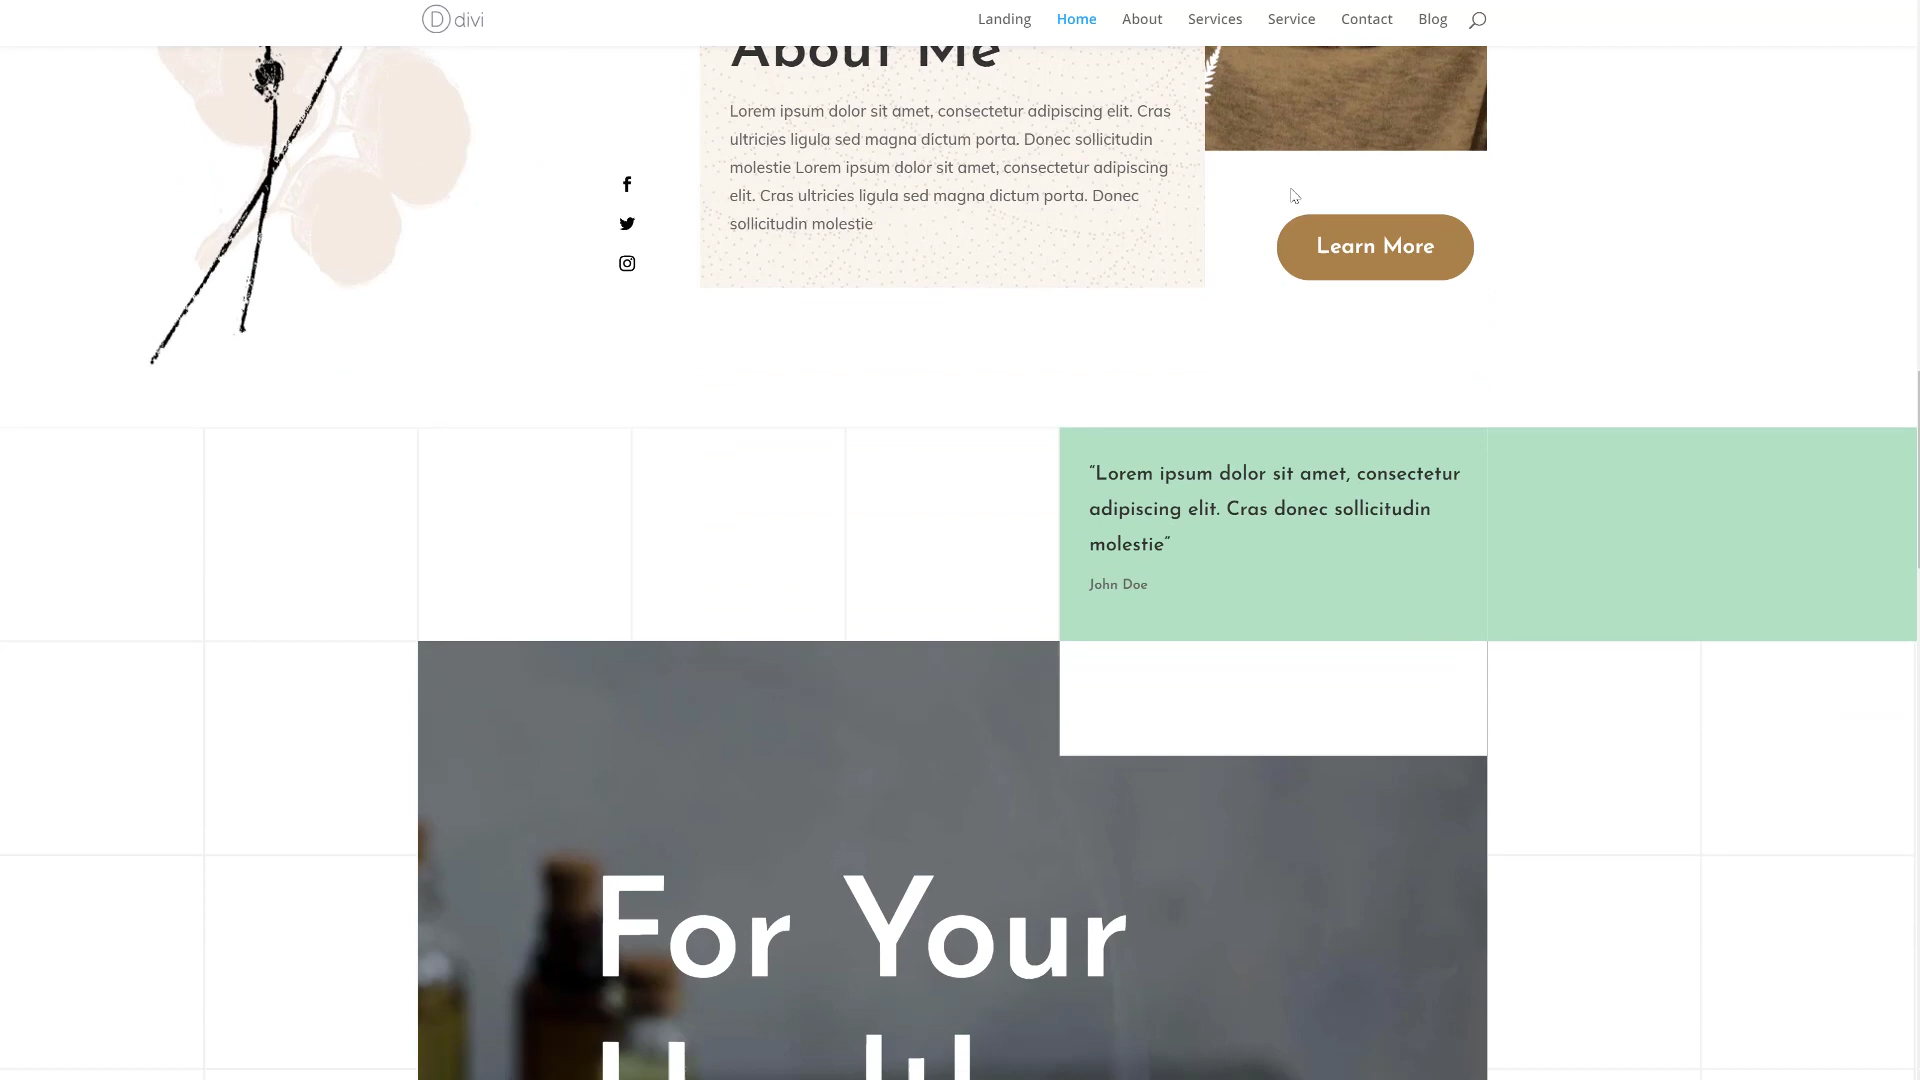 D divi
Landing Home About Services Service Contact Blog
About Me
Lorem ipsum dolor sit amet, consectetur adipiscing elit. Cras
ultricies ligula sed magna dictum porta. Donec sollicitudin
molestie Lorem ipsum dolor sit amet, consectetur adipiscing
elit. Cras ultricies ligula sed magna dictum porta. Donec
sollicitudin molestie
Learn More
“Lorem ipsum dolor sit amet, consectetur
adipiscing elit. Cras donec sollicitudin
molestie”
John Doe
For Your